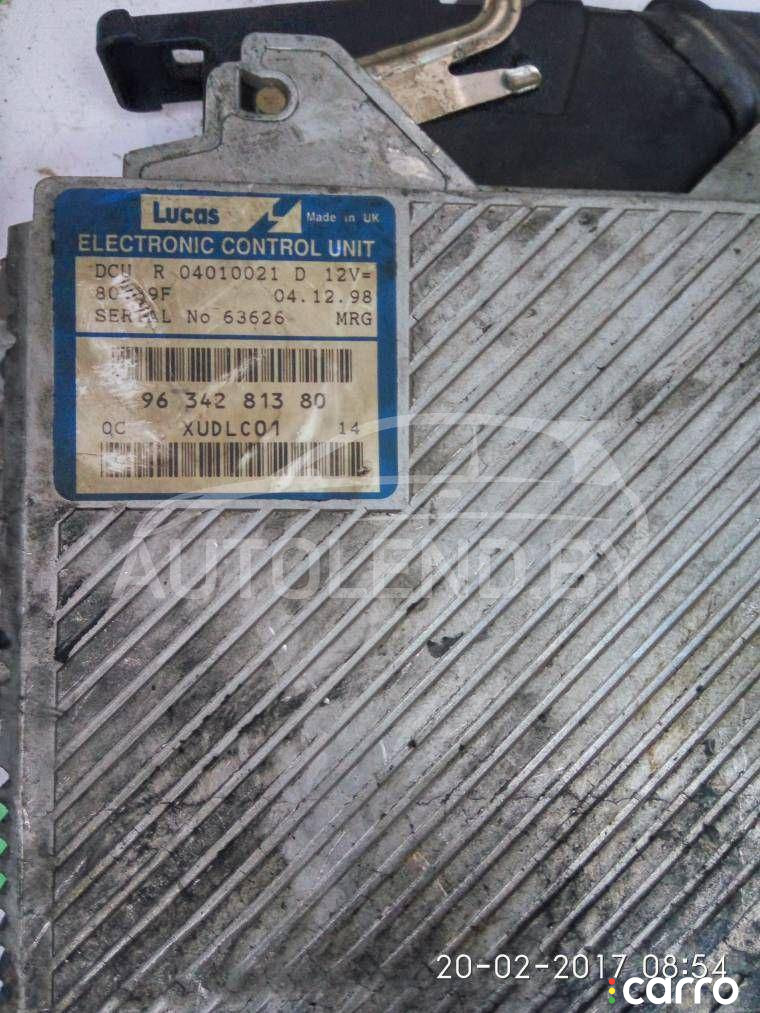 Lucas Made in UK
ELECTRONIC CONTROL UNIT
R 04010021 D 12V=
04.12.98
No 63626 MRG
96 342 813 80
QC XUDLC01 14
AUTOLEND.BY
20-02-2017 08:54
carro